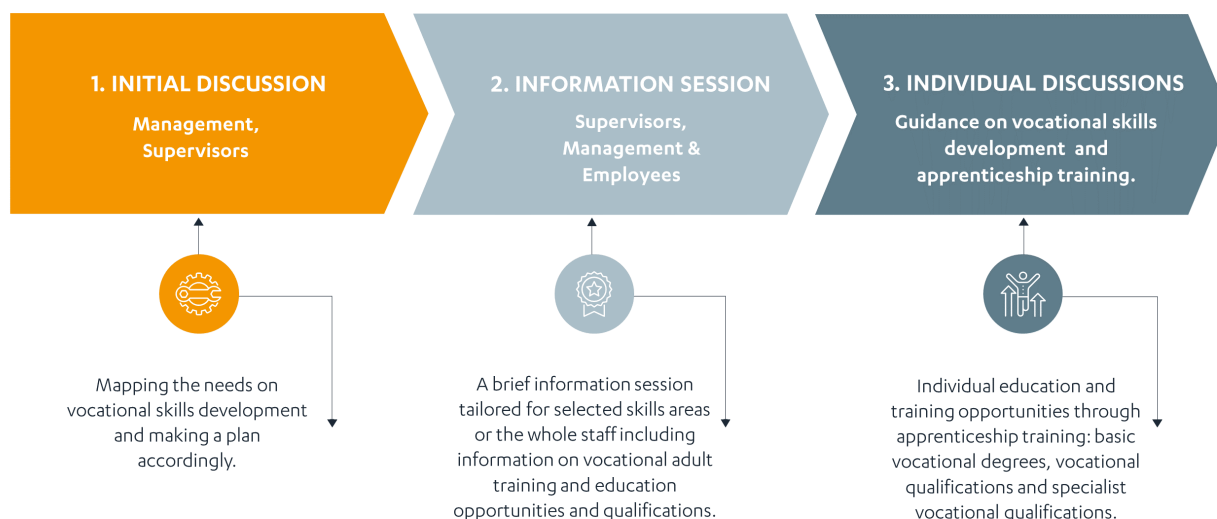 1. INITIAL DISCUSSION
Management,
Supervisors
2. INFORMATION SESSION
Supervisors,
Management &
Employees
3. INDIVIDUAL DISCUSSIONS
Guidance on vocational skills
development and
apprenticeship training.
Mapping the needs on
vocational skills development
and making a plan
accordingly.
A brief information session
tailored for selected skills areas
or the whole staff including
information on vocational adult
training and education
opportunities and qualifications.
Individual education and
training opportunities through
apprenticeship training: basic
vocational degrees, vocational
qualifications and specialist
vocational qualifications.